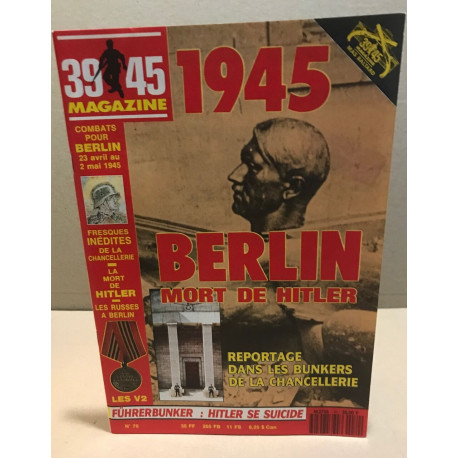 39 45
MAGAZINE
1945
39/45
COMBATS
POUR
BERLIN
23 avril au
2 mai 1945
FRESQUES
INÉDITES
DE LA
CHANCELLERIE
LA
MORT
DE
HITLER
LES RUSSES
A BERLIN
LES V2
BERLIN
MORT DE HITLER
REPORTAGE
DANS LES BUNKERS
DE LA CHANCELLERIE
FÜHRERBUNKER : HITLER SE SUICIDE